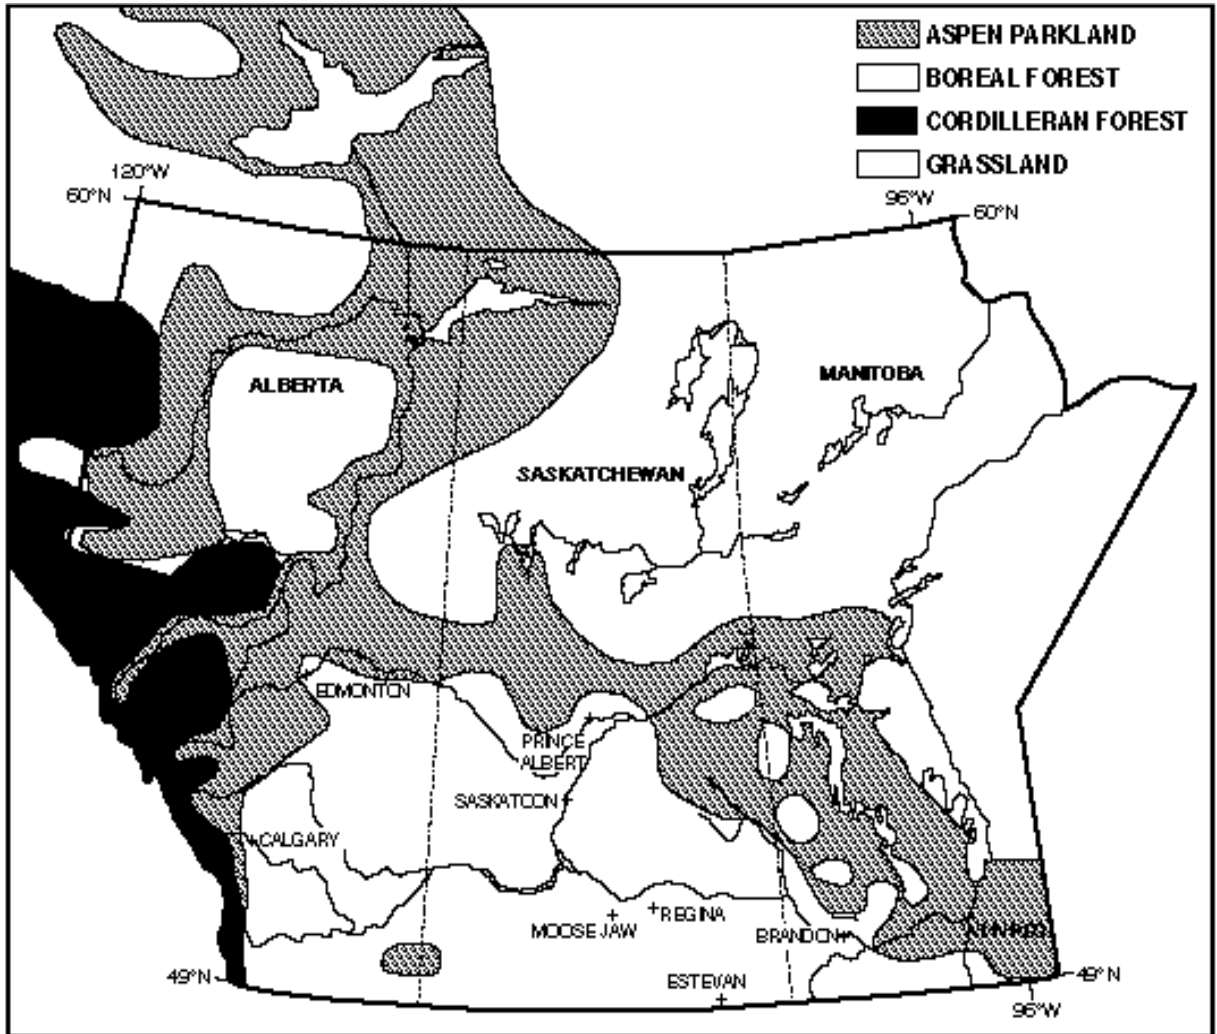 ASPEN PARKLAND
BOREAL FOREST
CORDILLERAN FOREST
GRASSLAND
120°W
60°N
96°W
60°N
ALBERTA
MANITOBA
SASKATCHEWAN
EDMONTON
PRINCE
ALBERT
SASKATOON
CALGARY
REGINA
MOOSE JAW
BRANDON
ESTEVAN
49°N
49°N
96°W